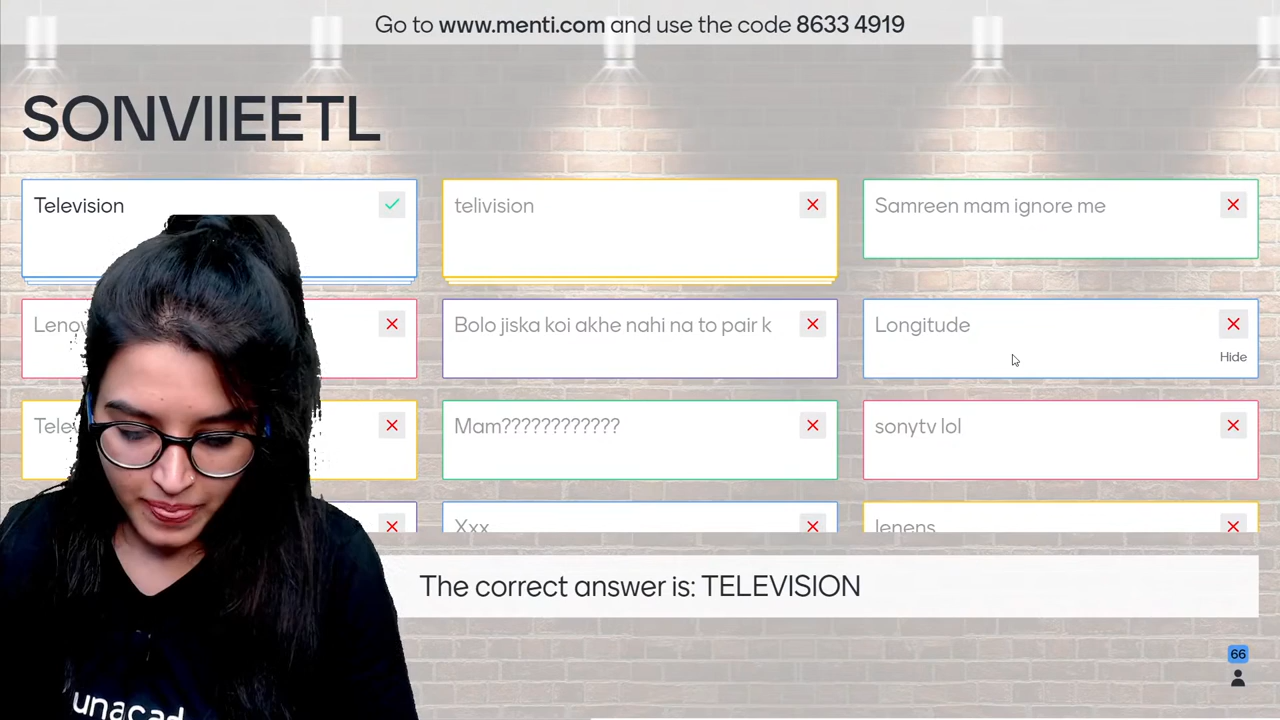 Go to www.menti.com and use the code 8633 4919
SONVIIEETL
Television
telivision
Samreen mam ignore me
Bolo jiska koi akhe nahi na to pair k
Longitude
Hide
Mam????????????
sonytv lol
Xxx
lenens
The correct answer is: TELEVISION
66